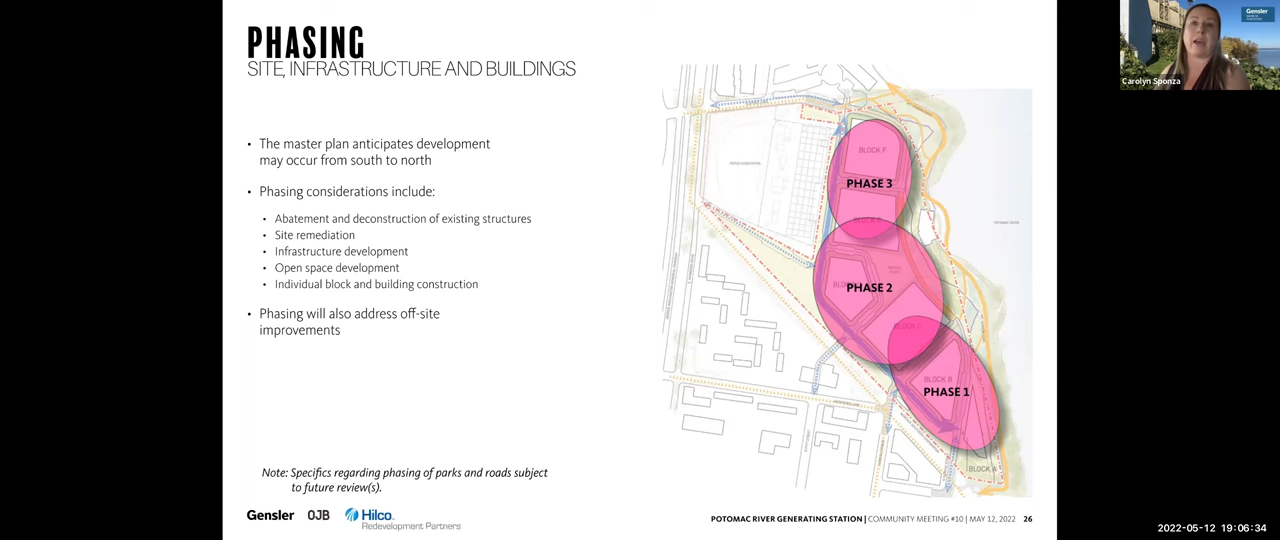 PHASING
SITE, INFRASTRUCTURE AND BUILDINGS
• The master plan anticipates development
may occur from south to north
• Phasing considerations include:
• Abatement and deconstruction of existing structures
• Site remediation
• Infrastructure development
• Open space development
• Individual block and building construction
• Phasing will also address off-site
improvements
Note: Specifics regarding phasing of parks and roads subject
to future review(s).
BLOCK F
PHASE 3
PHASE 2
BLOCK C
BLOCK B
PHASE 1
BLOCK A
POTOMAC RIVER
Gensler
OJB
Hilco
Redevelopment Partners
POTOMAC RIVER GENERATING STATION | COMMUNITY MEETING #10 | MAY 12, 2022 26
Gensler
Carolyn Sponza
2022-05-12 19:06:34